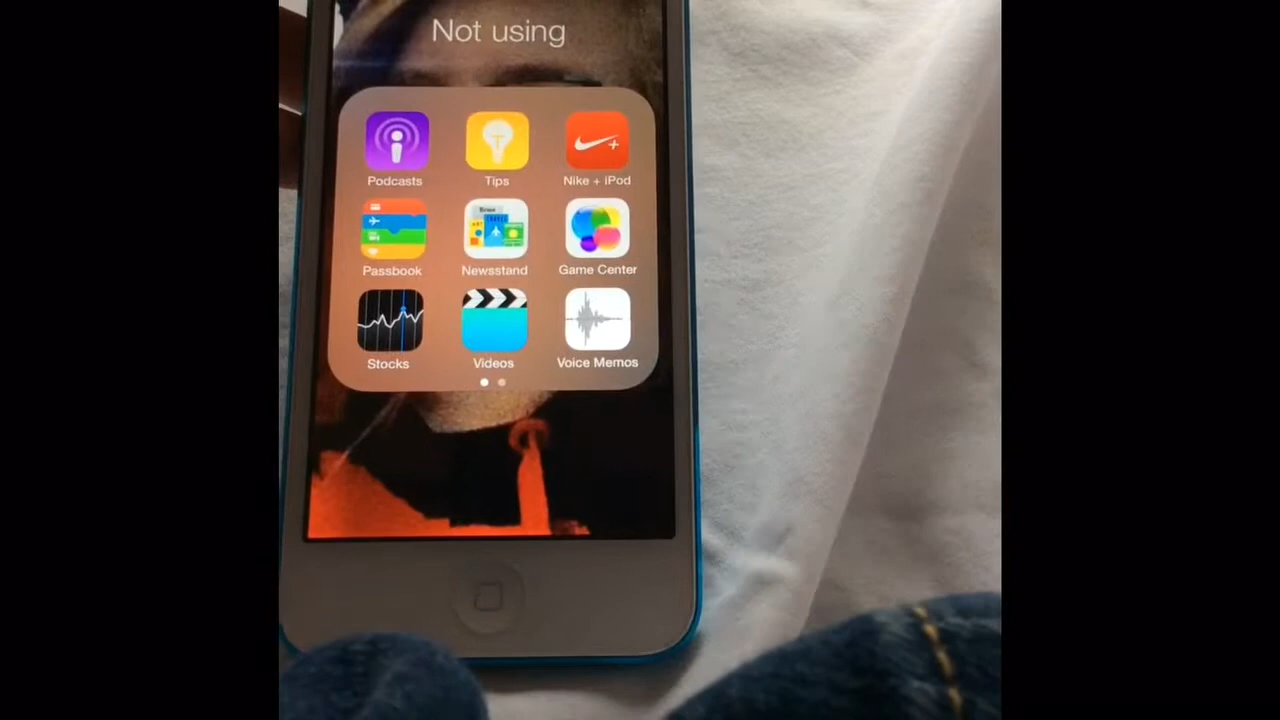 Not using
Podcasts
Tips
Nike + iPod
Passbook
Newsstand
Game Center
Stocks
Videos
Voice Memos